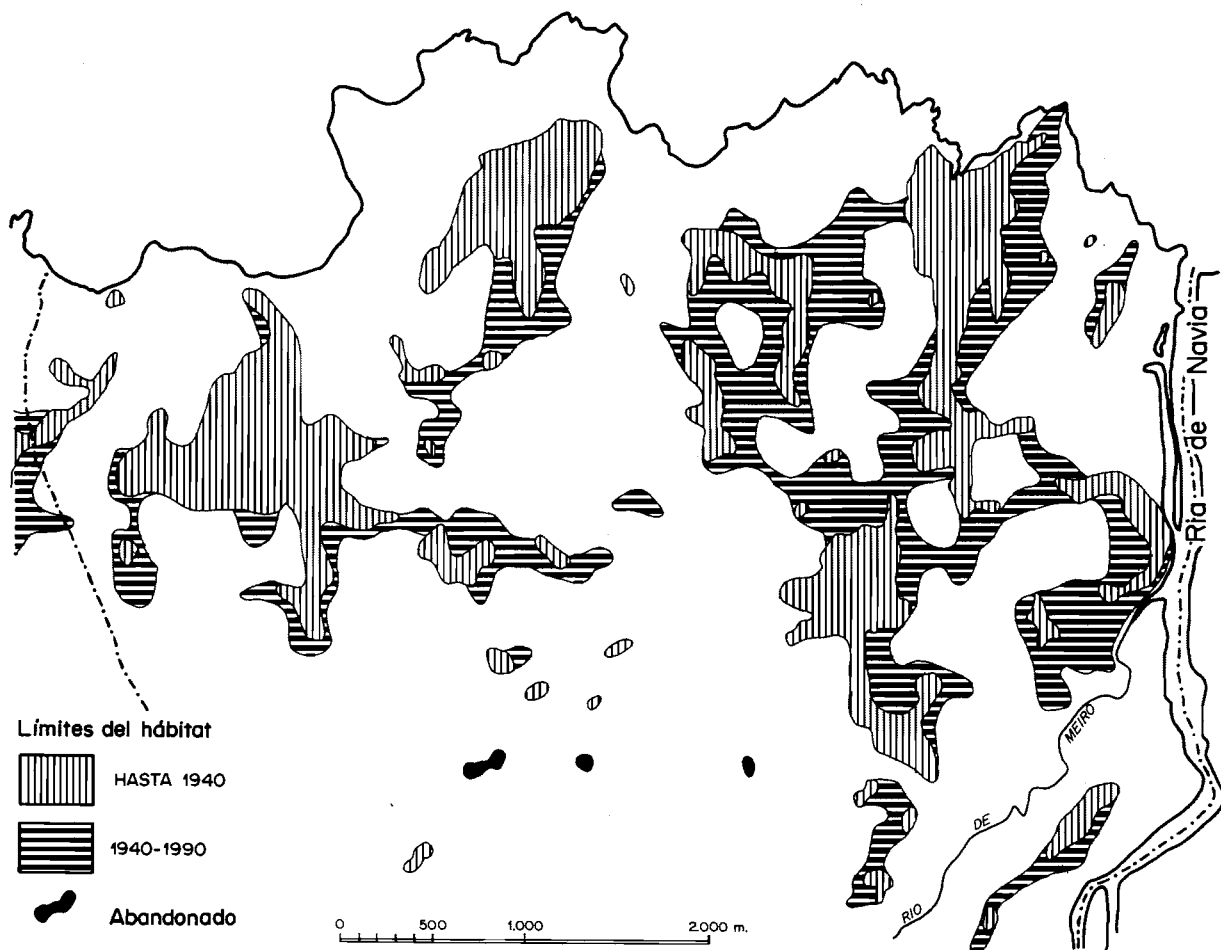 Ría de Navia
Límites del hábitat
HASTA 1940
1940-1990
Abandonado
0 500 1.000 2.000 m.
RIO DE MEIRO